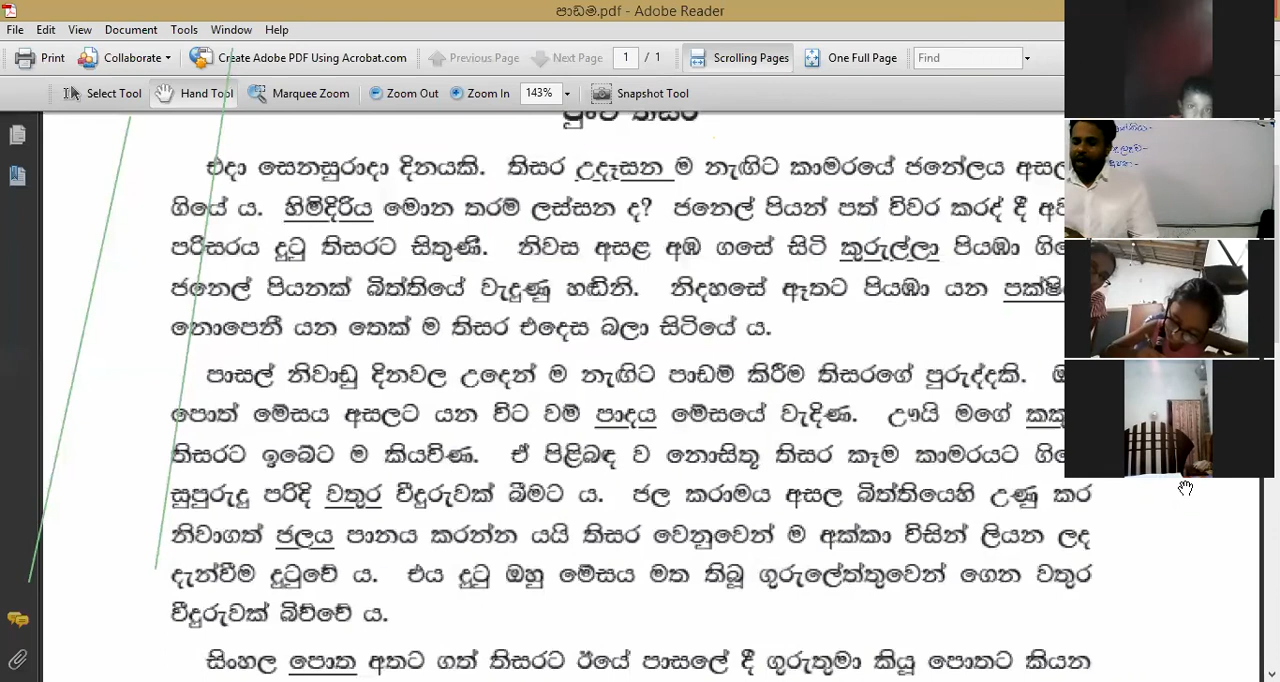 පාඩම.pdf - Adobe Reader
File Edit View Document Tools Window Help
Print Collaborate Create Adobe PDF Using Acrobat.com Previous Page Next Page 1 / 1 Scrolling Pages One Full Page Find
Select Tool Hand Tool Marquee Zoom Zoom Out Zoom In 143% Snapshot Tool
පුංචි තිසර
එදා සෙනසුරාදා දිනයකි. තිසර උදෑසන ම නැඟිට කාමරයේ ජනේලය
ගියේ ය. හිමිදිරිය මොන තරම් ලස්සන ද? ජනෙල් පියන් පත් විවර කරද් දී
පරිසරය දුටු තිසරට සිතුණි. නිවස අසළ අඹ ගසේ සිටි කුරුල්ලා පියඹා
ජනෙල් පියනක් බිත්තියේ වැදුණු හඬිනි. නිදහසේ ඈතට පියඹා යන
නොපෙනී යන තෙක් ම තිසර එදෙස බලා සිටියේ ය.
පාසල් නිවාඩු දිනවල උදෙන් ම නැඟිට පාඩම් කිරීම තිසරගේ පුරුද්දකි.
පොත් මේසය අසලට යන විට වම් පාදය මේසයේ වැදිණ. ඌයි මගේ
තිසරට ඉබේට ම කියවිණ. ඒ පිළිබඳ ව නොසිතූ තිසර කෑම කාමරයට
සුපුරුදු පරිදි වතුර වීදුරුවක් බීමට ය. ජල කරාමය අසල බිත්තියෙහි උණු කර
නිවාගත් ජලය පානය කරන්න යයි තිසර වෙනුවෙන් ම අක්කා විසින් ලියන ලද
දැන්වීම දුටුවේ ය. එය දුටු ඔහු මේසය මත තිබූ ගුරුලේත්තුවෙන් ගෙන වතුර
වීදුරුවක් බිව්වේ ය.
සිංහල පොත අතට ගත් තිසරට ඊයේ පාසලේ දී ගුරුතුමා කියූ පොතට කියන